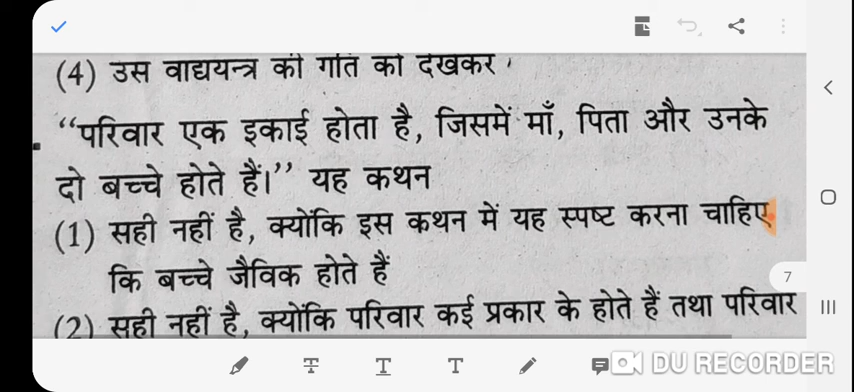 (4) उस वाद्ययन्त्र की गति को देखकर
“परिवार एक इकाई होता है, जिसमें माँ, पिता और उनके
दो बच्चे होते हैं।” यह कथन
(1) सही नहीं है, क्योंकि इस कथन में यह स्पष्ट करना चाहिए
कि बच्चे जैविक होते हैं
7
(2) सही नहीं है, क्योंकि परिवार कई प्रकार के होते हैं तथा परिवार
T T T
DU RECORDER